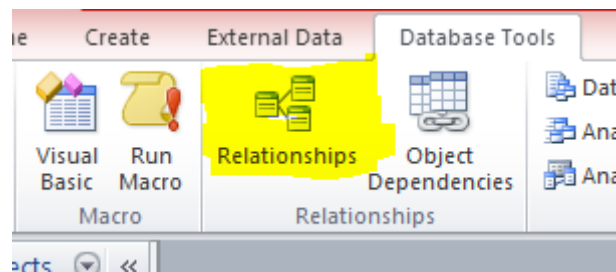 Create External Data Database Tools
Visual Basic
Run Macro
Relationships
Object Dependencies
Macro
Relationships